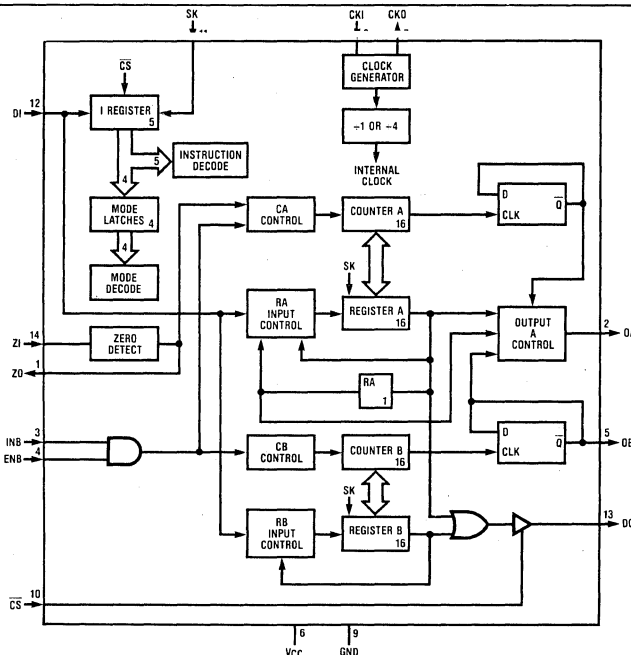 SK
CKI
CKO
11
CS
CLOCK
GENERATOR
DI
12
I REGISTER
5
÷1 OR ÷4
5
INSTRUCTION
DECODE
INTERNAL
CLOCK
4
MODE
LATCHES
4
CA
CONTROL
COUNTER A
16
D
Q
CLK
4
MODE
DECODE
SK
RA
INPUT
CONTROL
REGISTER A
16
OUTPUT
A
CONTROL
2
ZI
14
ZERO
DETECT
ZO
1
RA
1
INB
3
ENB
4
CB
CONTROL
COUNTER B
16
D
Q
CLK
5
SK
RB
INPUT
CONTROL
REGISTER B
16
13
CS
10
6
VCC
9
GND